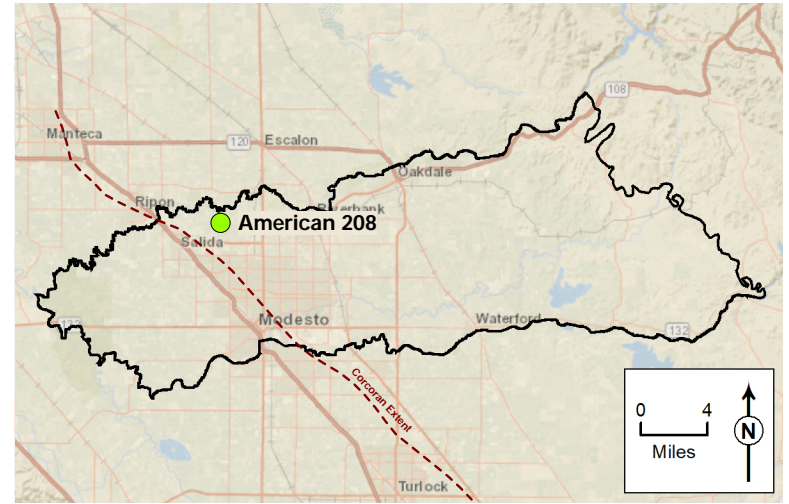 108
Manteca
120
Escalon
Oakdale
Ripon
Riverbank
American 208
Salida
132
Modesto
Waterford
132
Corcoran Extent
Turlock
0 4
Miles
N